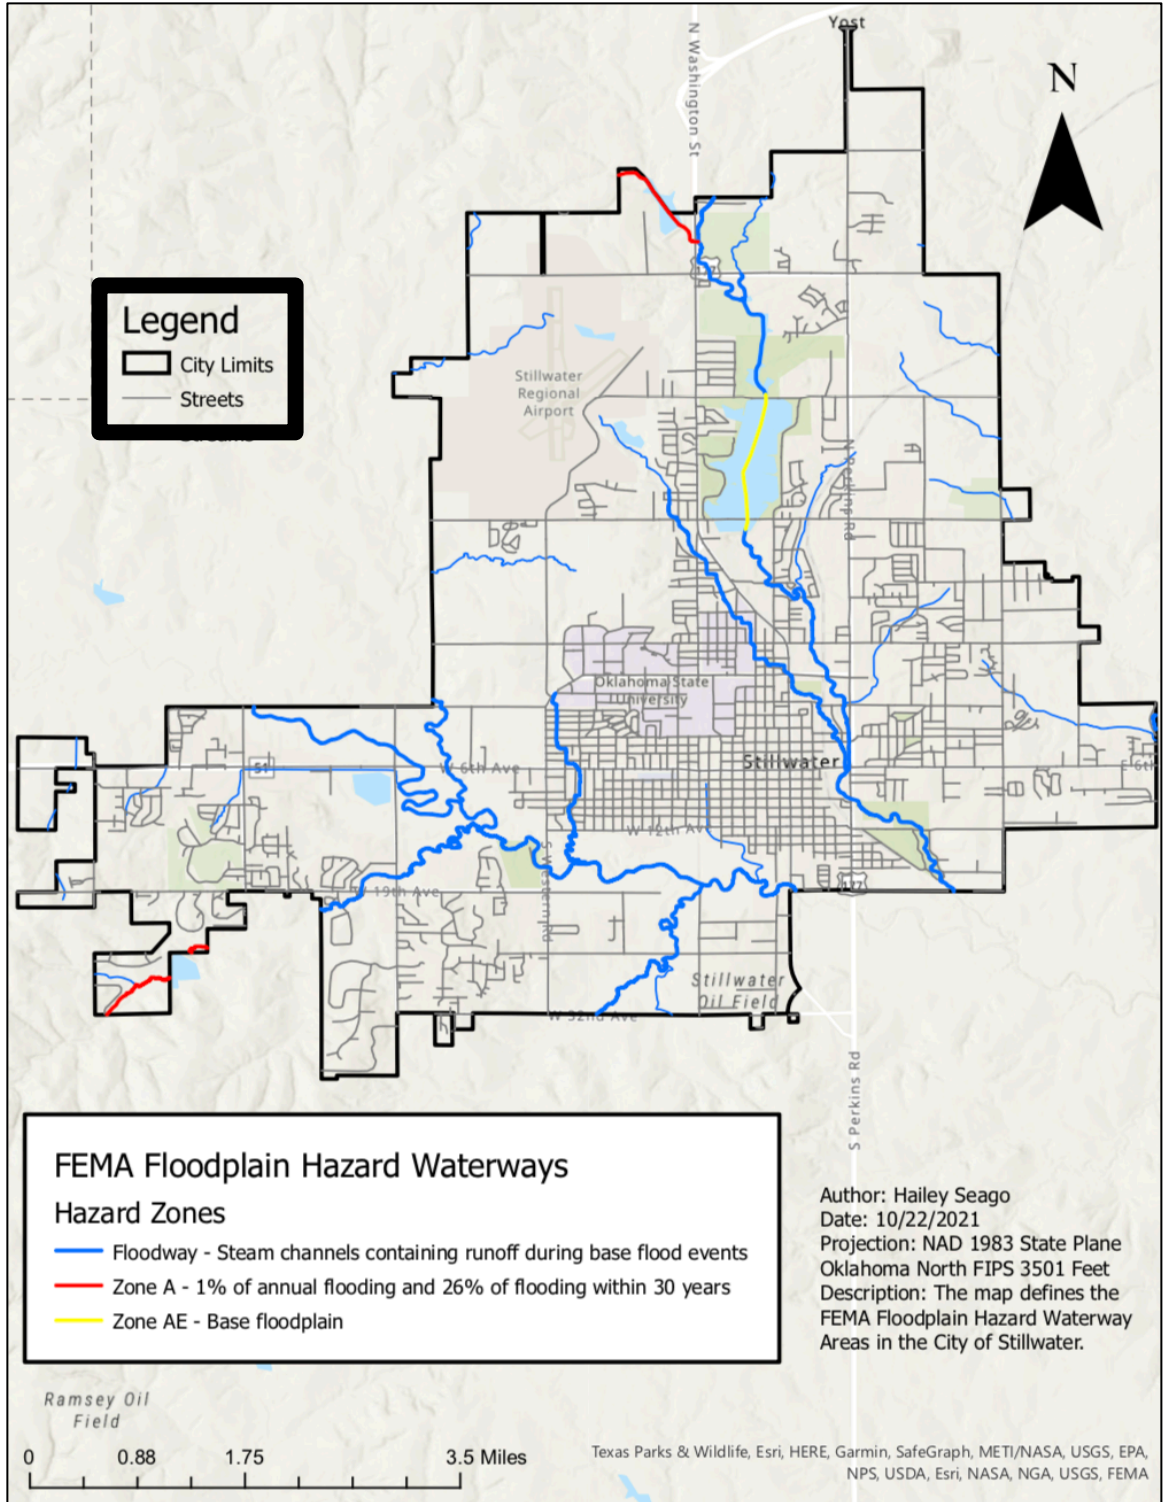 Yost
N Washington St
N
177
Legend
City Limits
Streets
Stillwater
Regional
Airport
N Perkins Rd
Oklahoma State
University
51
W 6th Ave
Stillwater
E 6th
W 12th Ave
S Western Rd
W 19th Ave
177
Stillwater
Oil Field
W 32nd Ave
S Perkins Rd
FEMA Floodplain Hazard Waterways
Hazard Zones
Floodway - Steam channels containing runoff during base flood events
Zone A - 1% of annual flooding and 26% of flooding within 30 years
Zone AE - Base floodplain
Author: Hailey Seago
Date: 10/22/2021
Projection: NAD 1983 State Plane
Oklahoma North FIPS 3501 Feet
Description: The map defines the
FEMA Floodplain Hazard Waterway
Areas in the City of Stillwater.
Ramsey Oil
Field
0 0.88 1.75 3.5 Miles
Texas Parks & Wildlife, Esri, HERE, Garmin, SafeGraph, METI/NASA, USGS, EPA,
NPS, USDA, Esri, NASA, NGA, USGS, FEMA